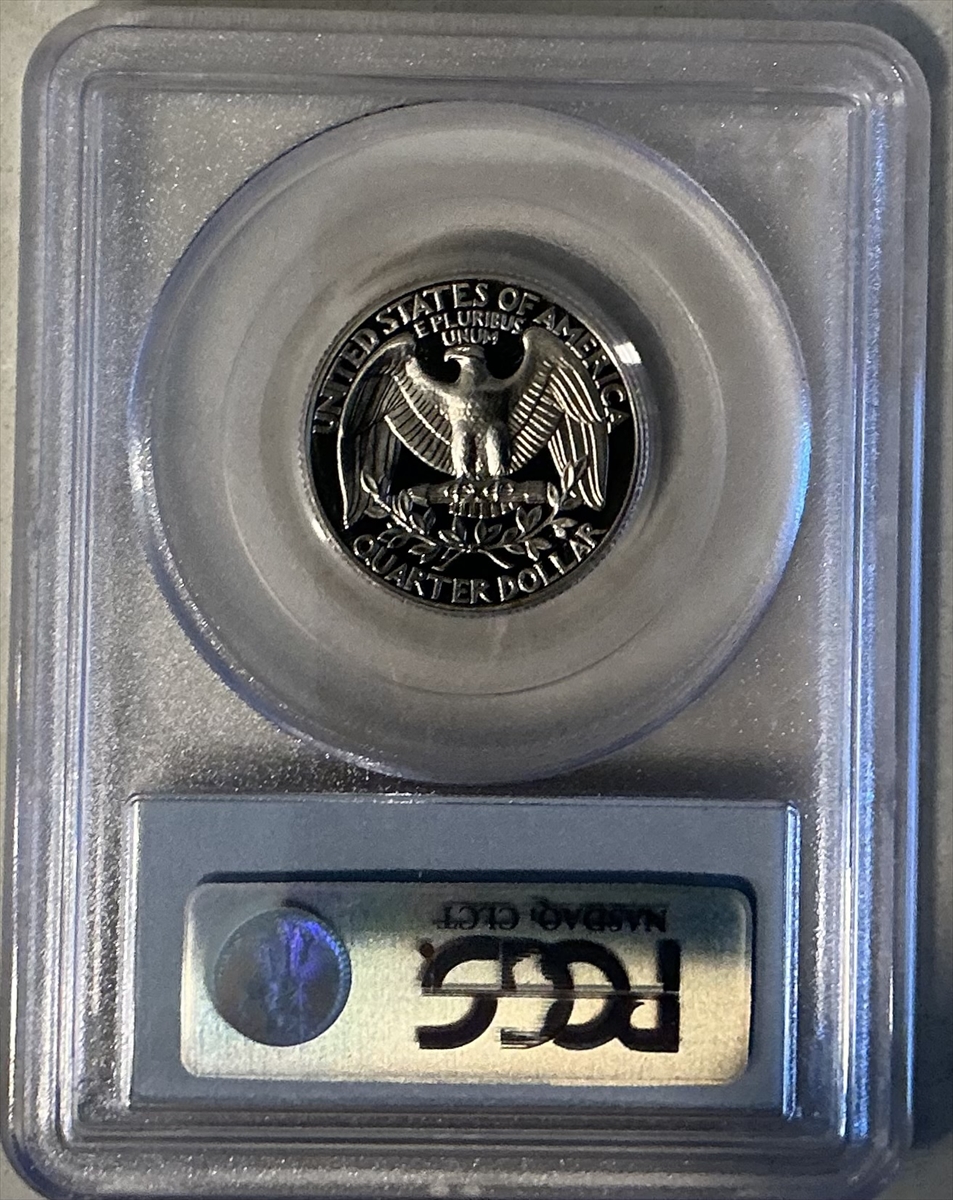 UNITED STATES OF AMERICA
E PLURIBUS
UNUM
QUARTER DOLLAR
PCGS
NASDAQ: CLCT